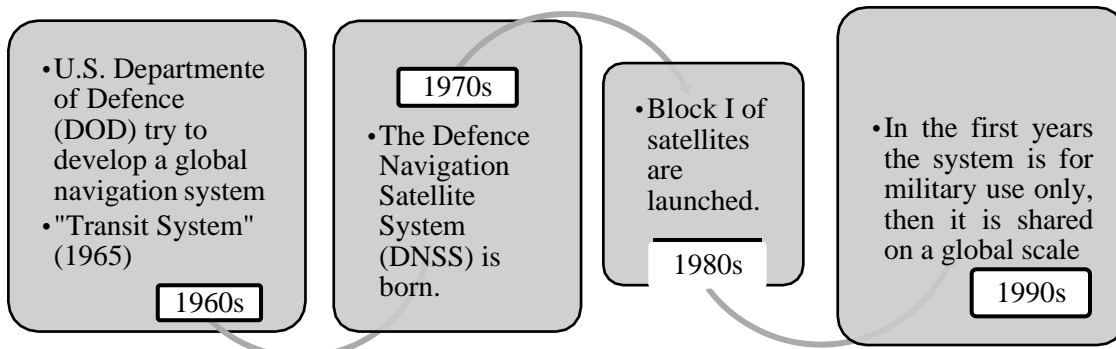 •U.S. Departmente
of Defence
(DOD) try to
develop a global
navigation system
•"Transit System"
(1965)
1960s
1970s
•The Defence
Navigation
Satellite
System
(DNSS) is
born.
•Block I of
satellites
are
launched.
1980s
•In the first years
the system is for
military use only,
then it is shared
on a global scale
1990s